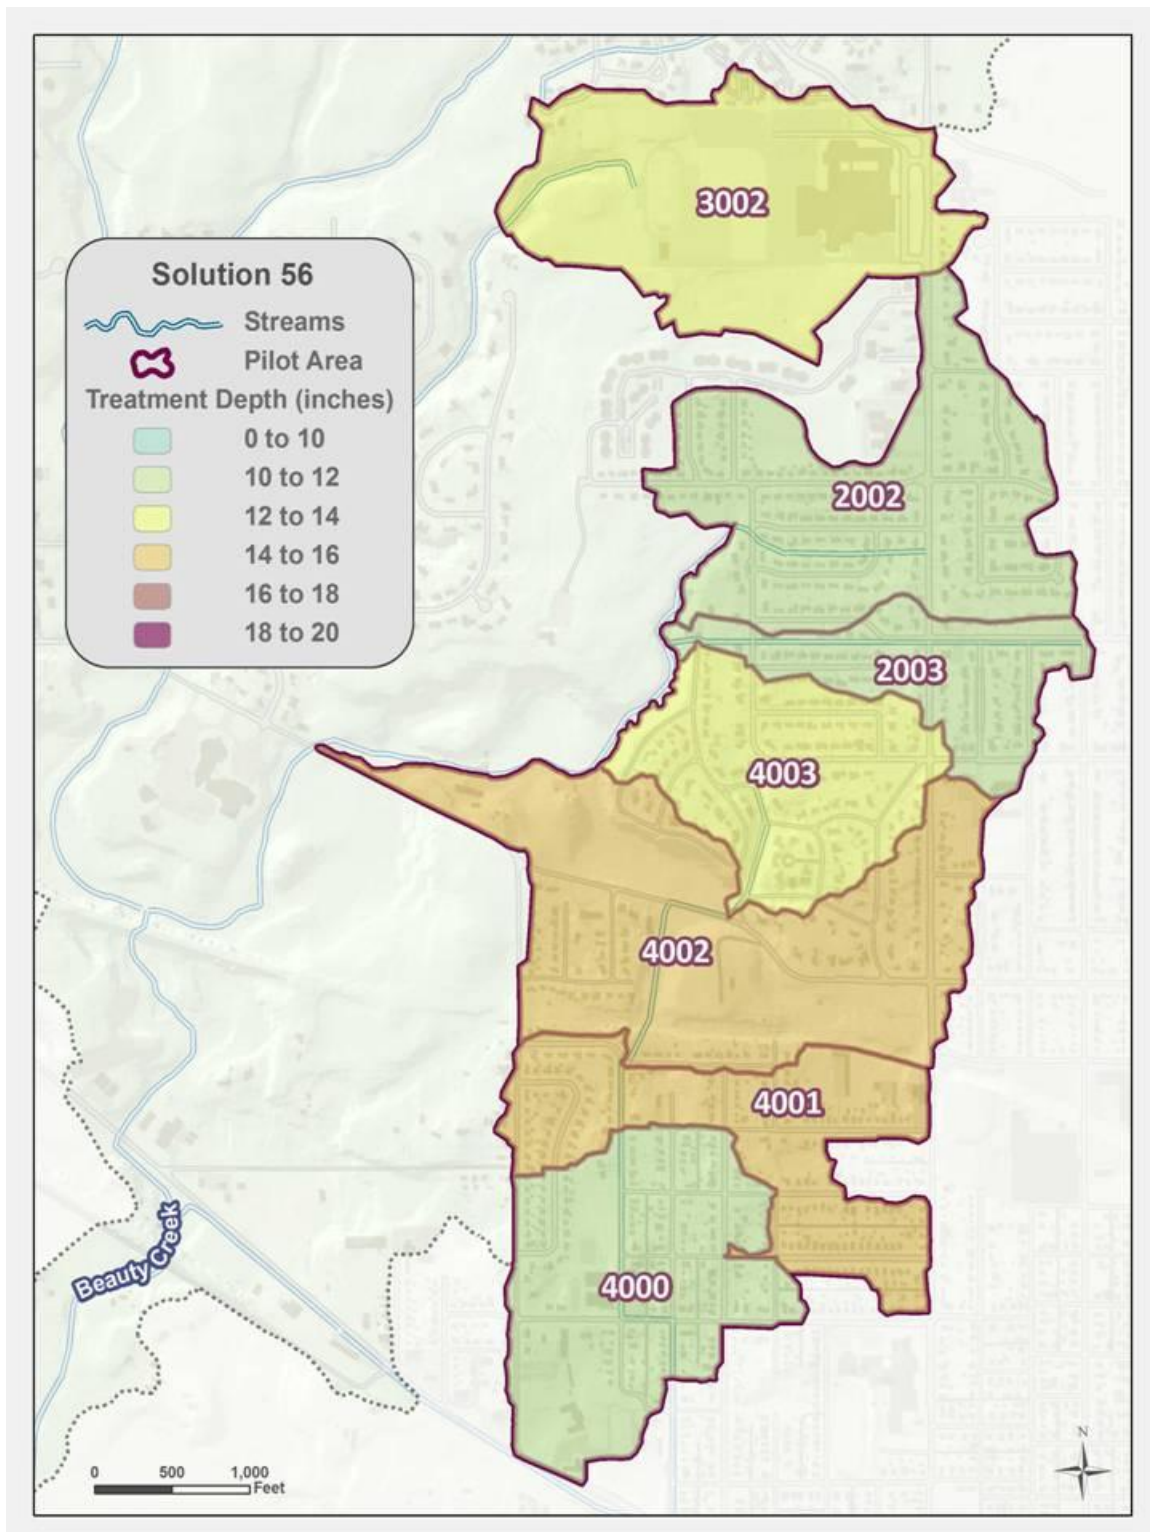 3002
Solution 56
Streams
Pilot Area
Treatment Depth (inches)
0 to 10
10 to 12
12 to 14
14 to 16
16 to 18
18 to 20
2002
2003
4003
4002
4001
4000
Beauty Creek
N
0 500 1,000
Feet